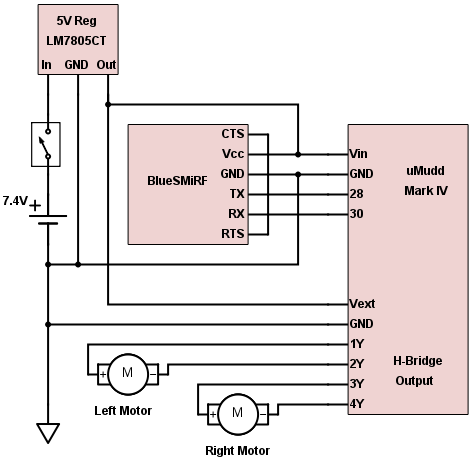 5V Reg
LM7805CT
In GND Out
7.4V +
BlueSMiRF
CTS
Vcc
GND
TX
RX
RTS
uMudd
Mark IV
Vin
GND
28
30
Vext
GND
1Y
2Y
3Y
4Y
H-Bridge
Output
+ M −
Left Motor
+ M −
Right Motor